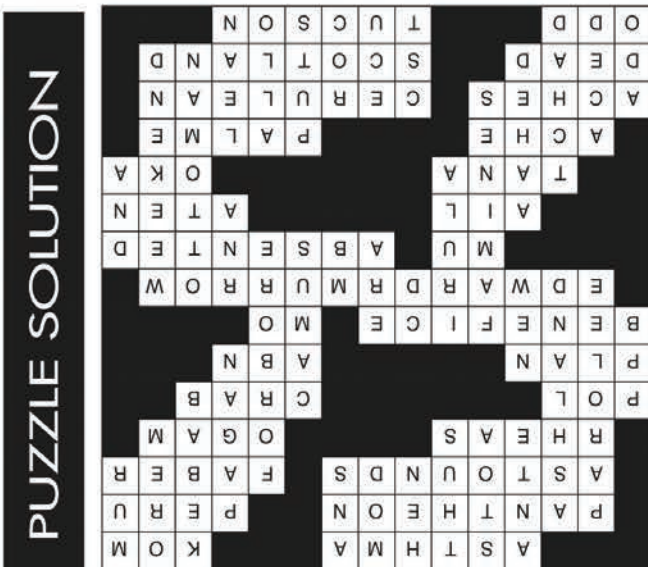 PUZZLE SOLUTION
ASTHMA KOM
PANTHEON PERU
ASTOUNDS FABER
RHEAS OGAM
POL CRAB
PLAN ABN
BENEFICE MO
EDWARDRMURROW
MU ABSENTED
AIL ATEN
TANA OKA
ACHE PALME
ACHES CERULEAN
DEAD SCOTLAND
ODD TUCSON